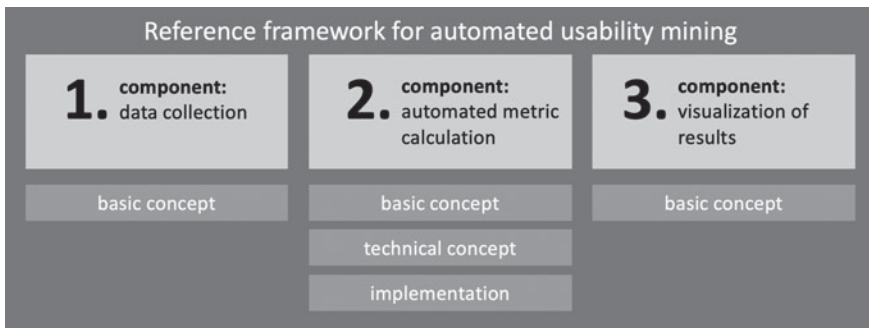 Reference framework for automated usability mining
1. component:
data collection
2. component:
automated metric
calculation
3. component:
visualization of
results
basic concept
basic concept
basic concept
technical concept
implementation